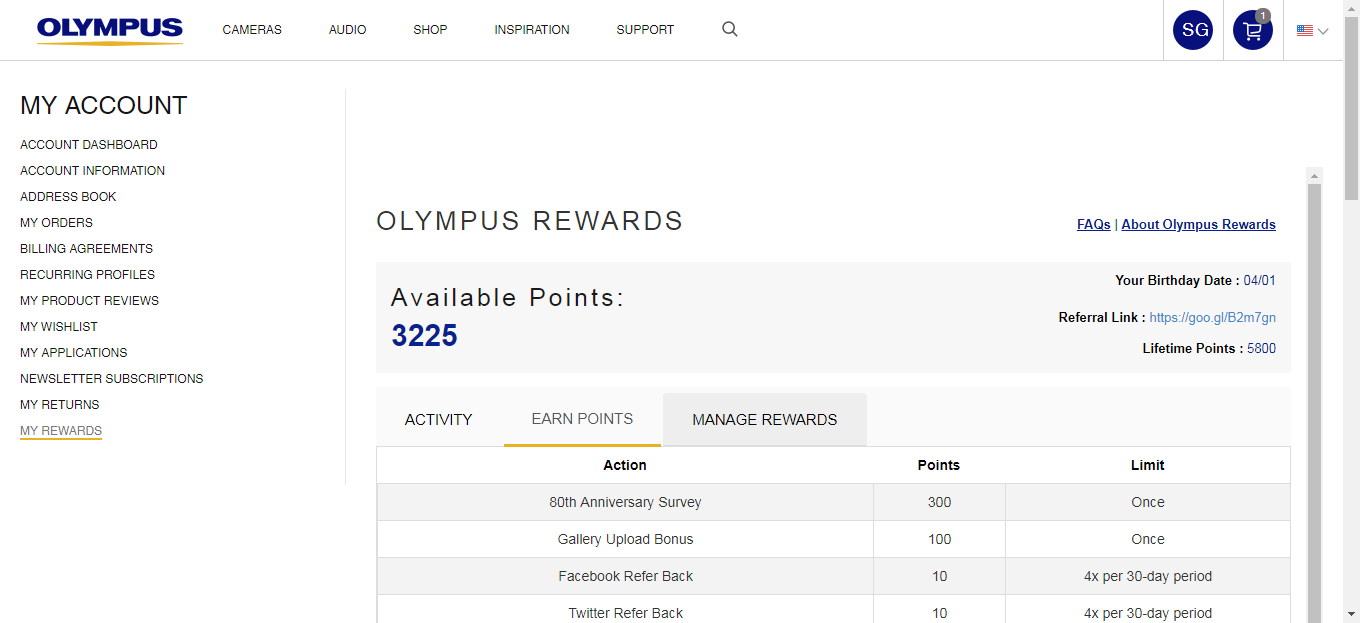 OLYMPUS CAMERAS AUDIO SHOP INSPIRATION SUPPORT SG 1
MY ACCOUNT
ACCOUNT DASHBOARD
ACCOUNT INFORMATION
ADDRESS BOOK
MY ORDERS
BILLING AGREEMENTS
RECURRING PROFILES
MY PRODUCT REVIEWS
MY WISHLIST
MY APPLICATIONS
NEWSLETTER SUBSCRIPTIONS
MY RETURNS
MY REWARDS
OLYMPUS REWARDS
FAQs | About Olympus Rewards
Available Points:
3225
Your Birthday Date : 04/01
Referral Link : https://goo.gl/B2m7gn
Lifetime Points : 5800
ACTIVITY EARN POINTS MANAGE REWARDS
Action Points Limit
80th Anniversary Survey 300 Once
Gallery Upload Bonus 100 Once
Facebook Refer Back 10 4x per 30-day period
Twitter Refer Back 10 4x per 30-day period